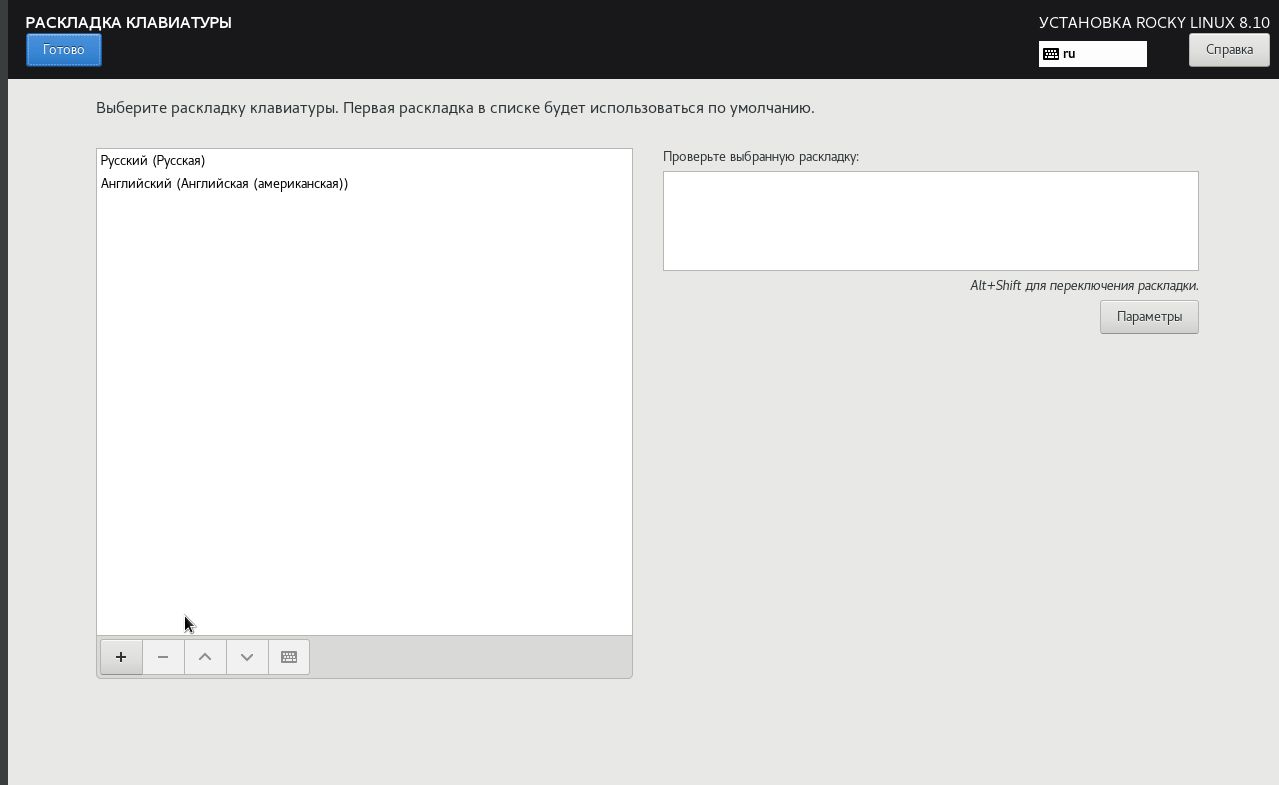 РАСКЛАДКА КЛАВИАТУРЫ
УСТАНОВКА ROCKY LINUX 8.10
Готово
ru
Справка
Выберите раскладку клавиатуры. Первая раскладка в списке будет использоваться по умолчанию.
Русский (Русская)
Английский (Английская (американская))
Проверьте выбранную раскладку:
Alt+Shift для переключения раскладки.
Параметры